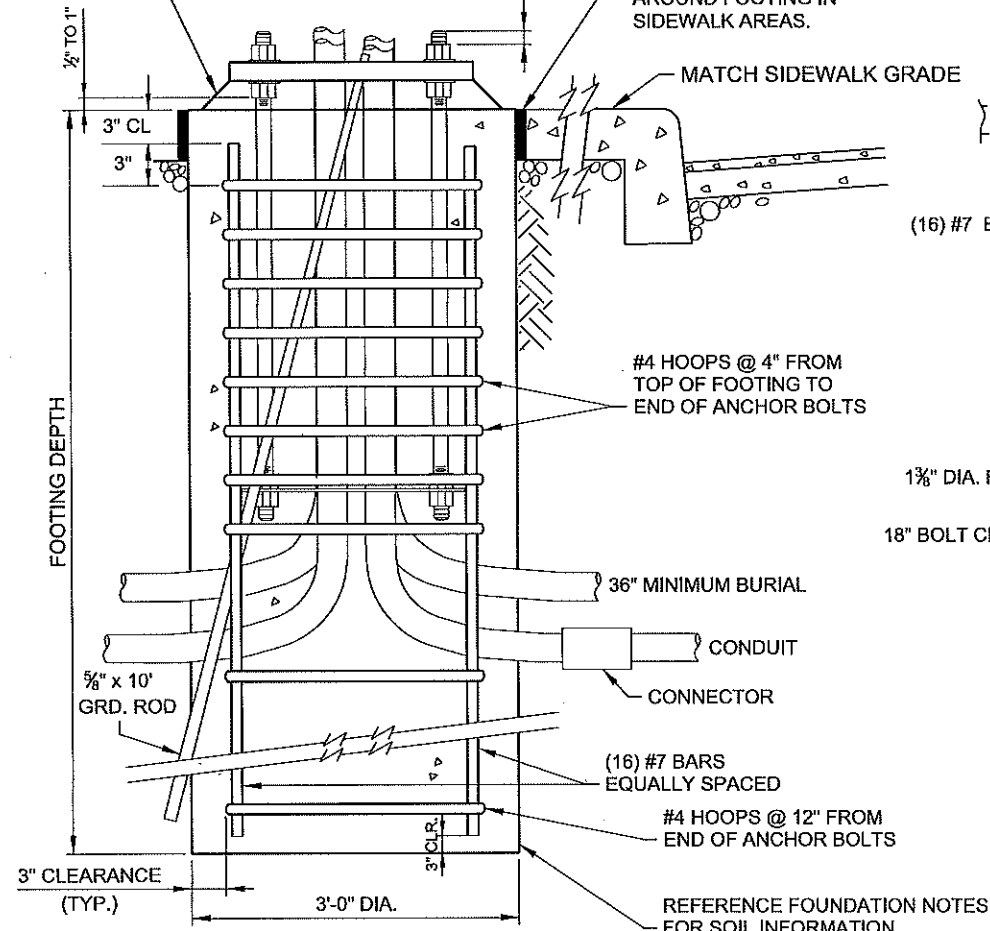 ½" TO 1"
AROUND FOOTING IN
SIDEWALK AREAS.
MATCH SIDEWALK GRADE
3" CL
3"
(16) #7
#4 HOOPS @ 4" FROM
TOP OF FOOTING TO
END OF ANCHOR BOLTS
FOOTING DEPTH
1⅜" DIA.
18" BOLT
36" MINIMUM BURIAL
CONDUIT
CONNECTOR
⅝" x 10'
GRD. ROD
(16) #7 BARS
EQUALLY SPACED
#4 HOOPS @ 12" FROM
END OF ANCHOR BOLTS
3" CLR.
3" CLEARANCE
(TYP.)
3'-0" DIA.
REFERENCE FOUNDATION NOTES
FOR SOIL INFORMATION